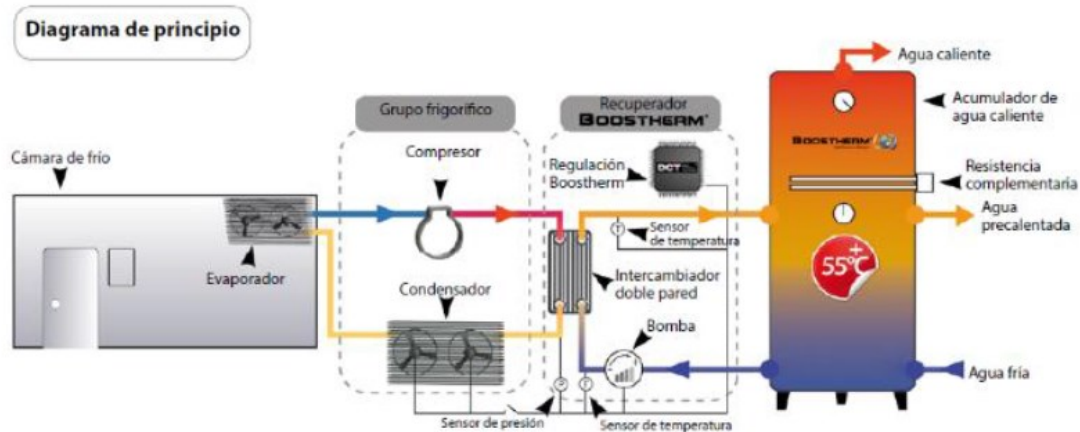 Diagrama de principio
Grupo frigorífico
Recuperador
BOOSTHERM®
Agua caliente
Acumulador de
agua caliente
Cámara de frío
Compresor
Regulación
Boostherm
DCT
BOOSTHERM
Resistencia
complementaria
Agua
precalentada
Sensor
de temperatura
Evaporador
Condensador
Intercambiador
doble pared
55°C
+
Bomba
Agua fría
P
T
T
Sensor de presión
Sensor de temperatura